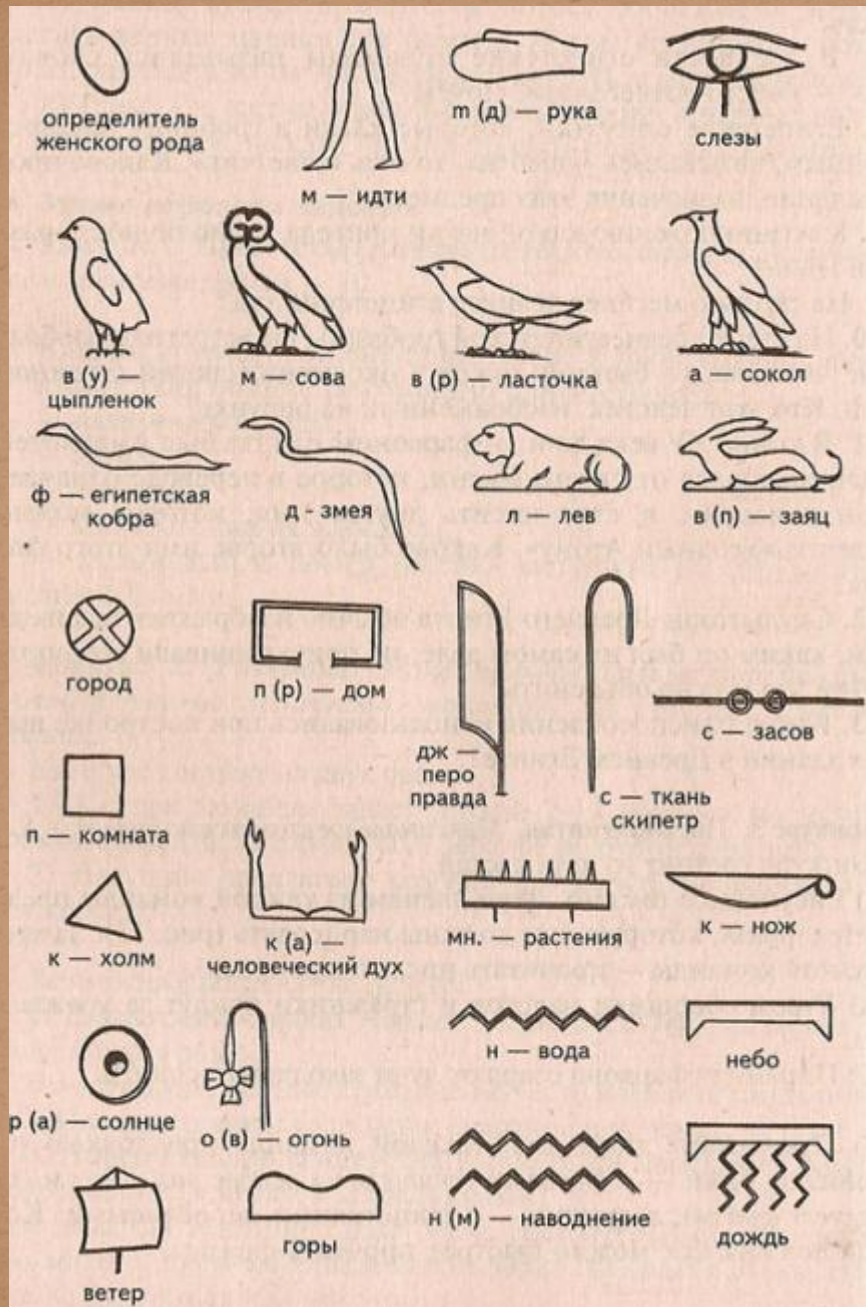 определитель
женского рода
м — идти
т (д) — рука
слезы
в (у) —
цыпленок
м — сова
в (р) — ласточка
а — сокол
ф — египетская
кобра
д - змея
л — лев
в (п) — заяц
город
п (р) — дом
дж —
перо
правда
с — ткань
скипетр
с — засов
п — комната
к — холм
к (а) —
человеческий дух
мн. — растения
к — нож
р (а) — солнце
о (в) — огонь
н — вода
небо
ветер
горы
н (м) — наводнение
дождь